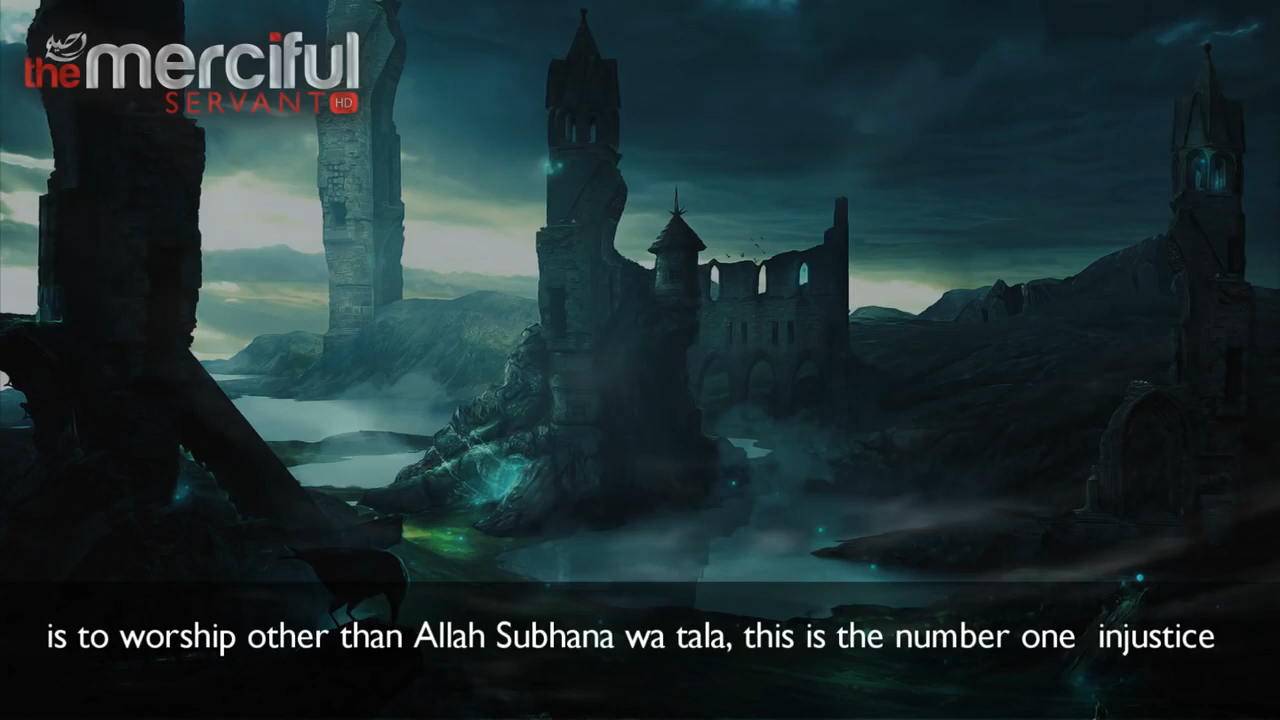 the merciful
SERVANT HD
is to worship other than Allah Subhana wa tala, this is the number one injustice